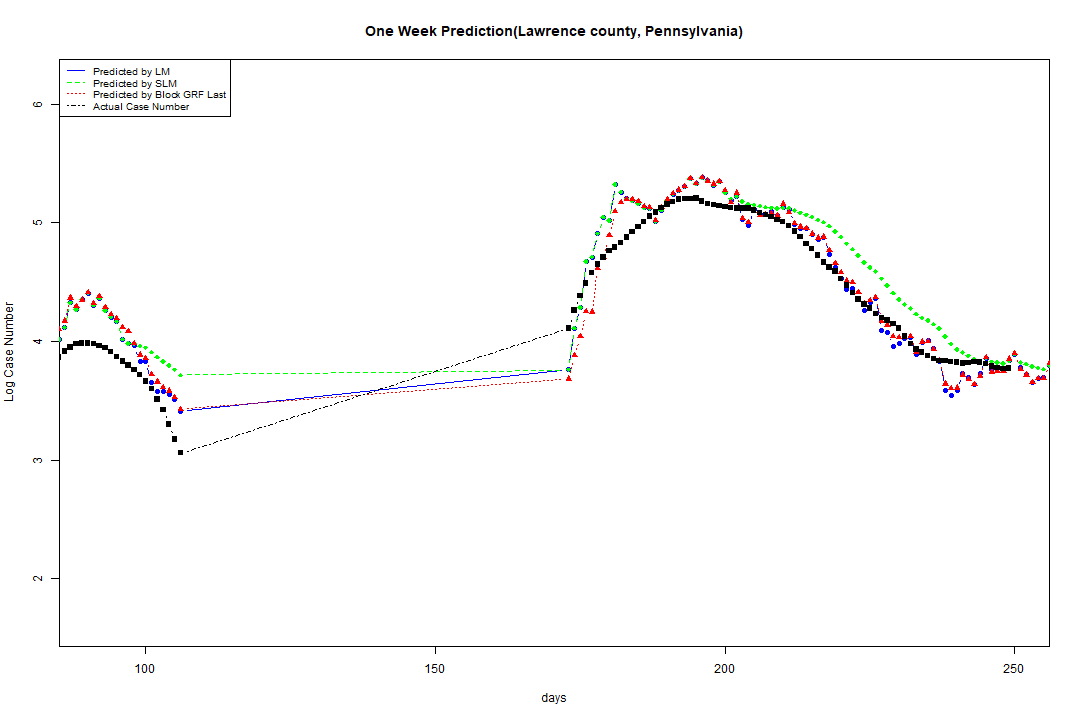 One Week Prediction(Lawrence county, Pennsylvania)
Predicted by LM
Predicted by SLM
Predicted by Block GRF Last
Actual Case Number
6
5
4
3
2
Log Case Number
100 150 200 250
days